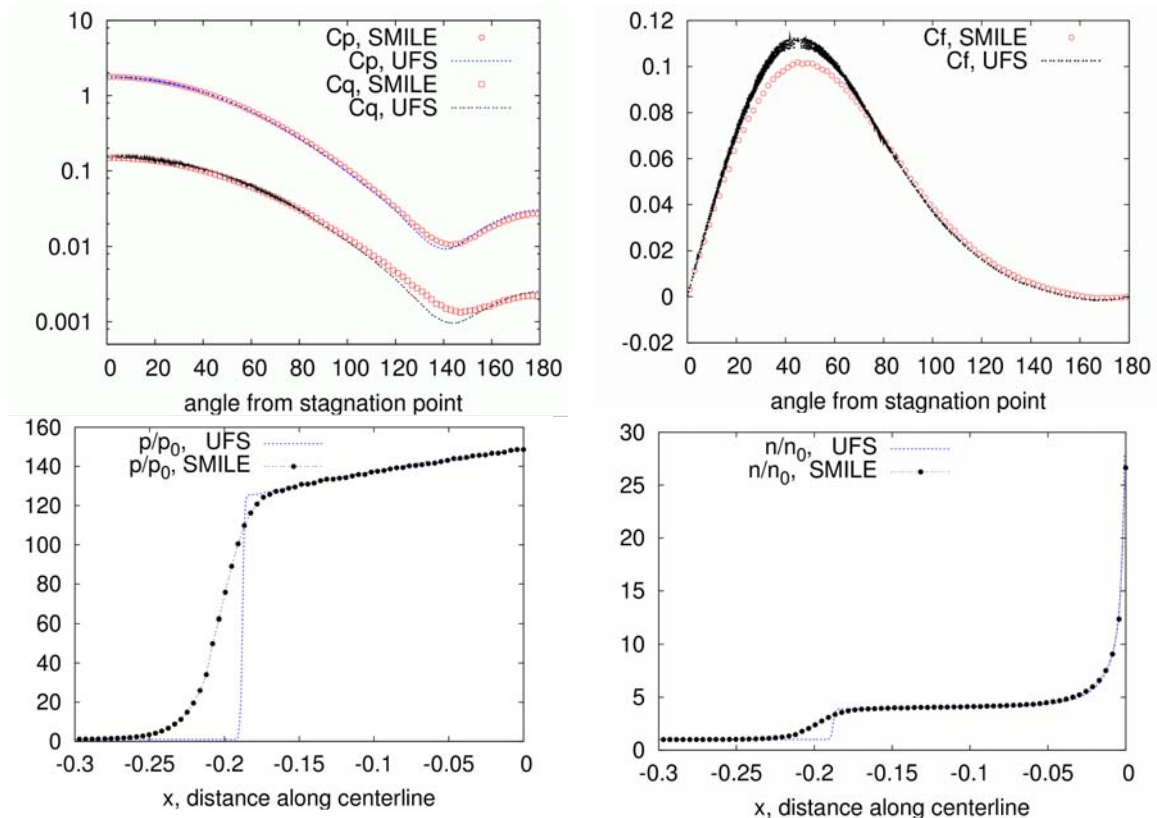 10
1
0.1
0.01
0.001
Cp, SMILE
Cp, UFS
Cq, SMILE
Cq, UFS
0 20 40 60 80 100 120 140 160 180
angle from stagnation point
0.12
0.1
0.08
0.06
0.04
0.02
0
-0.02
Cf, SMILE
Cf, UFS
0 20 40 60 80 100 120 140 160 180
angle from stagnation point
160
140
120
100
80
60
40
20
0
p/p0, UFS
p/p0, SMILE
-0.3 -0.25 -0.2 -0.15 -0.1 -0.05 0
x, distance along centerline
30
25
20
15
10
5
0
n/n0, UFS
n/n0, SMILE
-0.3 -0.25 -0.2 -0.15 -0.1 -0.05 0
x, distance along centerline